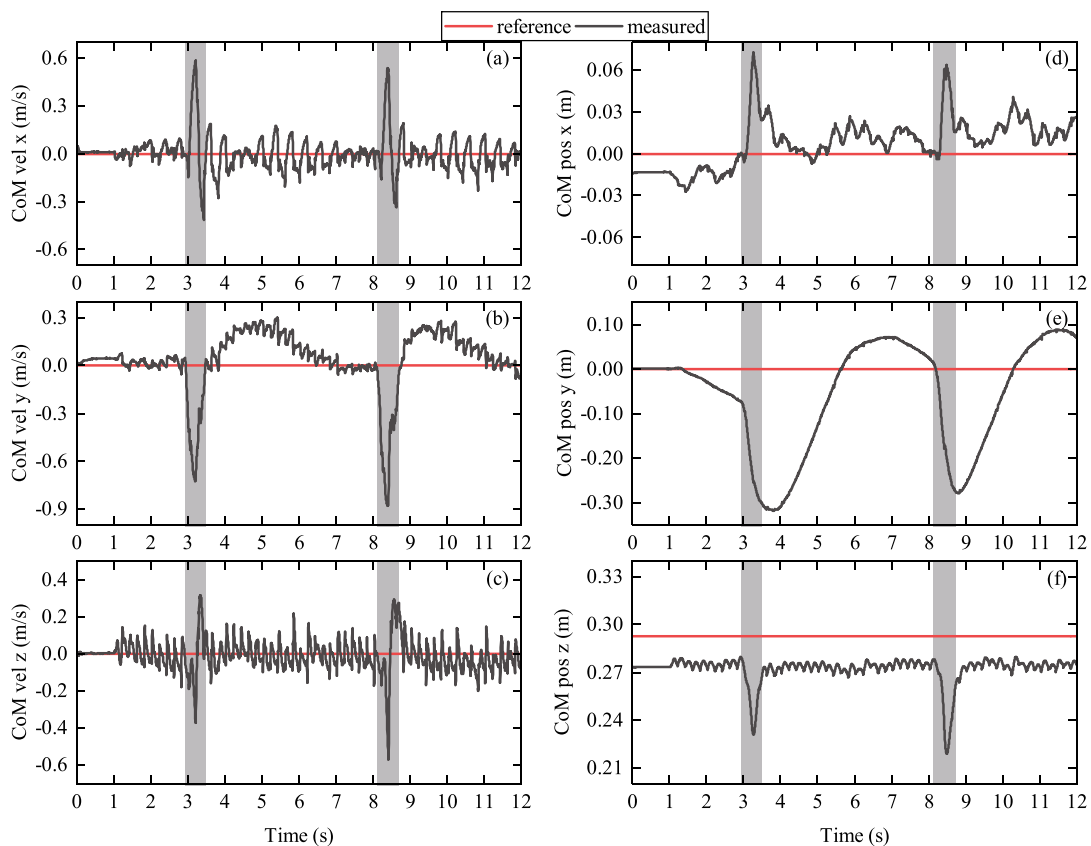 reference measured
(a)
CoM vel x (m/s)
0.6
0.3
0.0
-0.3
-0.6
0 1 2 3 4 5 6 7 8 9 10 11 12
(d)
CoM pos x (m)
0.06
0.03
0.00
-0.03
-0.06
0 1 2 3 4 5 6 7 8 9 10 11 12
(b)
CoM vel y (m/s)
0.3
0.0
-0.3
-0.6
-0.9
0 1 2 3 4 5 6 7 8 9 10 11 12
(e)
CoM pos y (m)
0.10
0.00
-0.10
-0.20
-0.30
0 1 2 3 4 5 6 7 8 9 10 11 12
(c)
CoM vel z (m/s)
0.4
0.2
0.0
-0.2
-0.4
-0.6
0 1 2 3 4 5 6 7 8 9 10 11 12
Time (s)
(f)
CoM pos z (m)
0.33
0.30
0.27
0.24
0.21
0 1 2 3 4 5 6 7 8 9 10 11 12
Time (s)